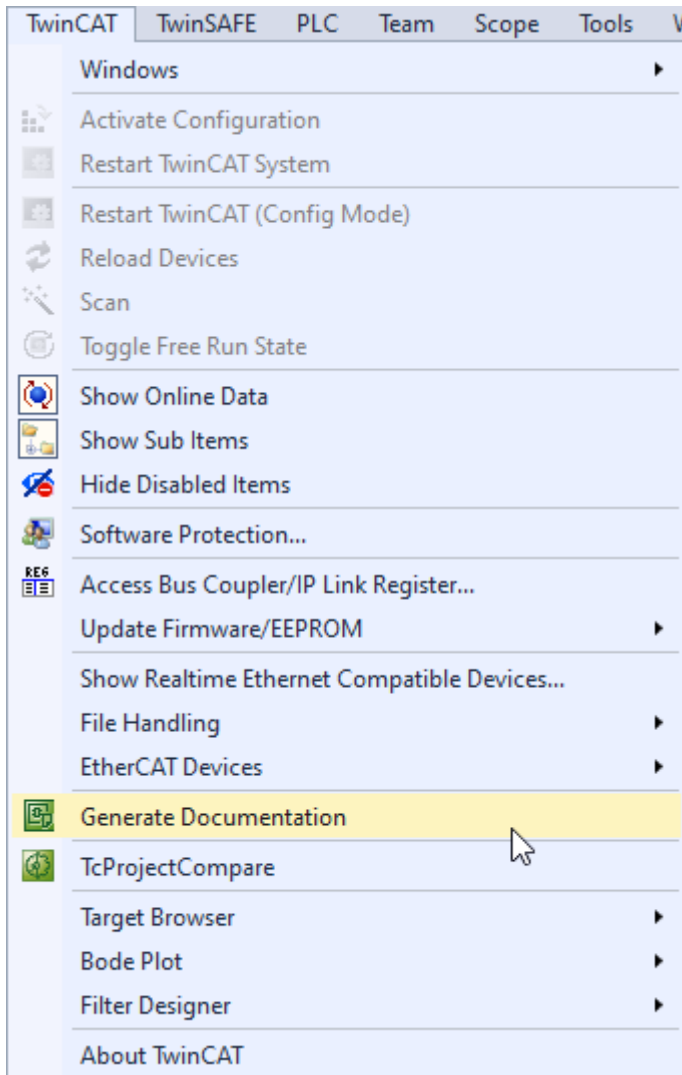 TwinCAT TwinSAFE PLC Team Scope Tools
Windows
Activate Configuration
Restart TwinCAT System
Restart TwinCAT (Config Mode)
Reload Devices
Scan
Toggle Free Run State
Show Online Data
Show Sub Items
Hide Disabled Items
Software Protection...
REG
Access Bus Coupler/IP Link Register...
Update Firmware/EEPROM
Show Realtime Ethernet Compatible Devices...
File Handling
EtherCAT Devices
Generate Documentation
TcProjectCompare
Target Browser
Bode Plot
Filter Designer
About TwinCAT